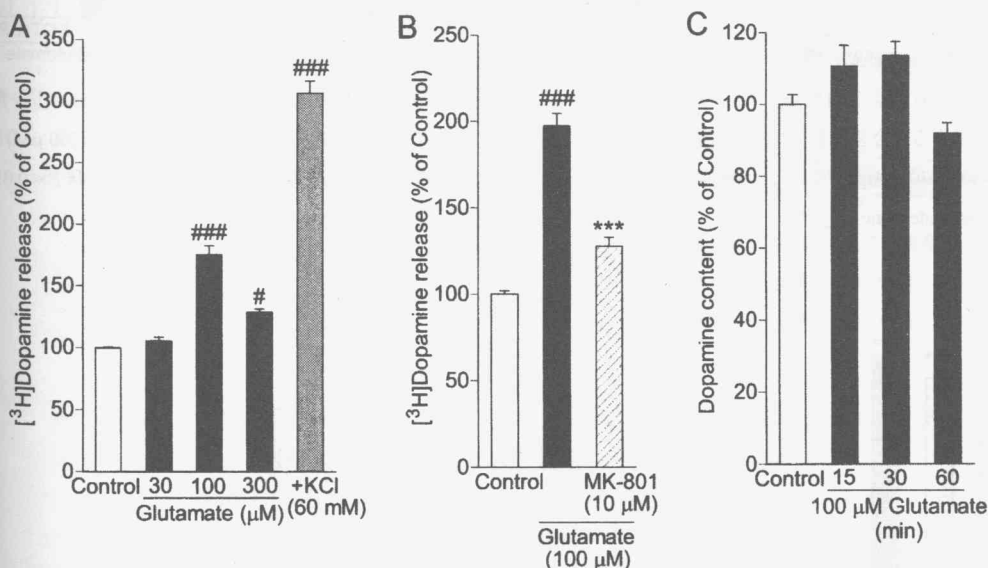 A
[³H]Dopamine release (% of Control)
350
300
250
200
150
100
50
0
###
#
###
Control
30
100
300
+KCl
(60 mM)
Glutamate (µM)
B
[³H]Dopamine release (% of Control)
250
200
150
100
50
0
###
***
Control
MK-801
(10 µM)
Glutamate
(100 µM)
C
Dopamine content (% of Control)
120
100
80
60
40
20
0
Control
15
30
60
100 µM Glutamate
(min)